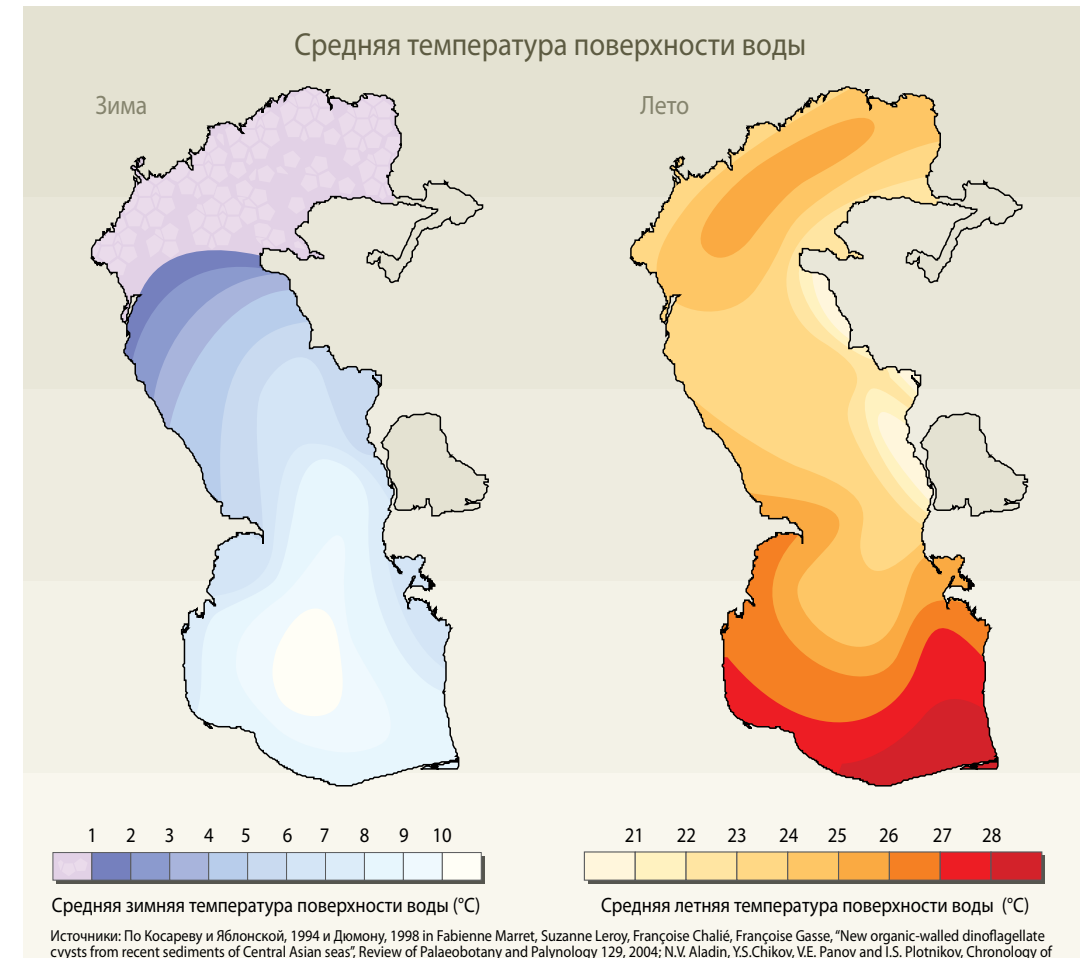 Средняя температура поверхности воды
Зима
Лето
1 2 3 4 5 6 7 8 9 10
21 22 23 24 25 26 27 28
Средняя зимняя температура поверхности воды (°C)
Средняя летняя температура поверхности воды (°C)
Источники: По Косареву и Яблонской, 1994 и Дюмону, 1998 in Fabienne Marret, Suzanne Leroy, Françoise Chalié, Françoise Gasse, “New organic-walled dinoflagellate
cvysts from recent sediments of Central Asian seas”, Review of Palaeobotany and Palynology 129, 2004; N.V. Aladin, Y.S.Chikov, V.E. Panov and I.S. Plotnikov, Chronology of